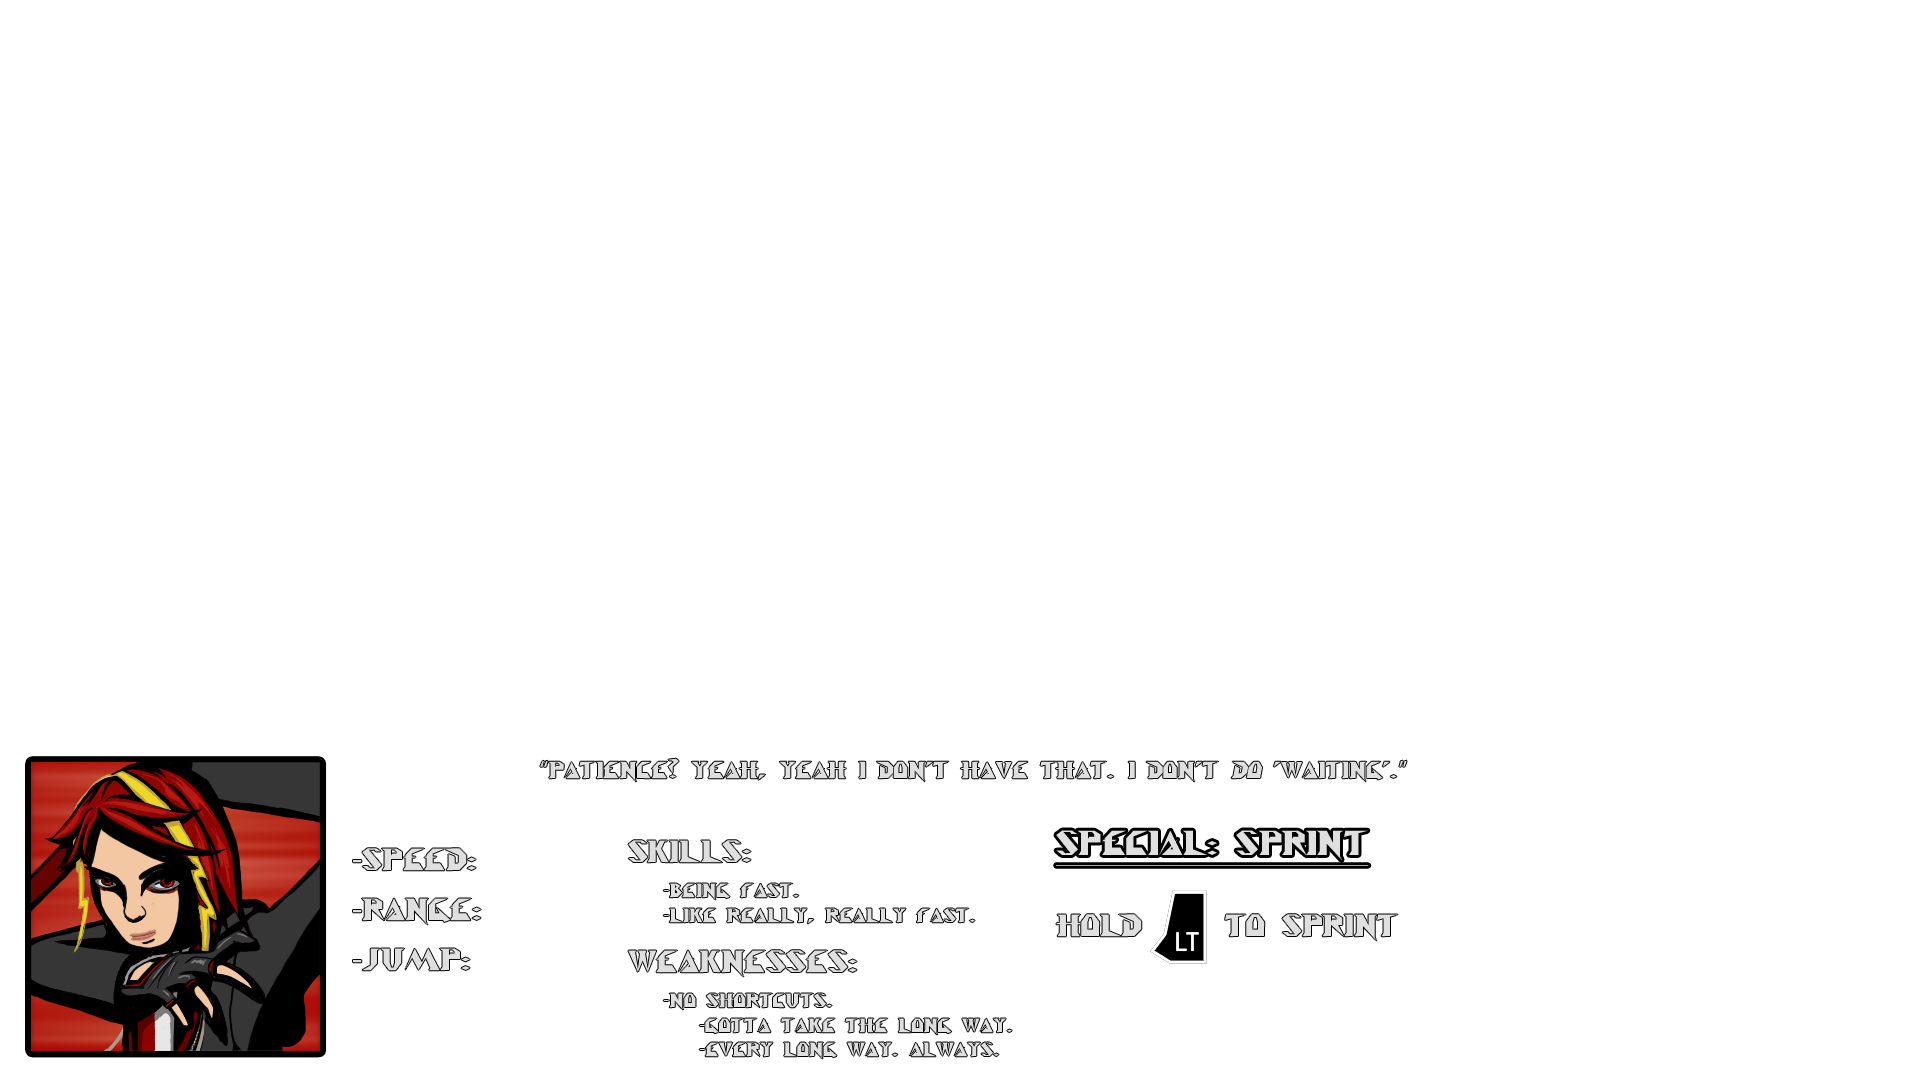 "PATIENCE? YEAH, YEAH I DON'T HAVE THAT. I DON'T DO 'WAITING'."
-SPEED:
-RANGE:
-JUMP:
SKILLS:
-BEING FAST.
-LIKE REALLY, REALLY FAST.
WEAKNESSES:
-NO SHORTCUTS.
-GOTTA TAKE THE LONG WAY.
-EVERY LONG WAY. ALWAYS.
SPECIAL: SPRINT
HOLD LT TO SPRINT